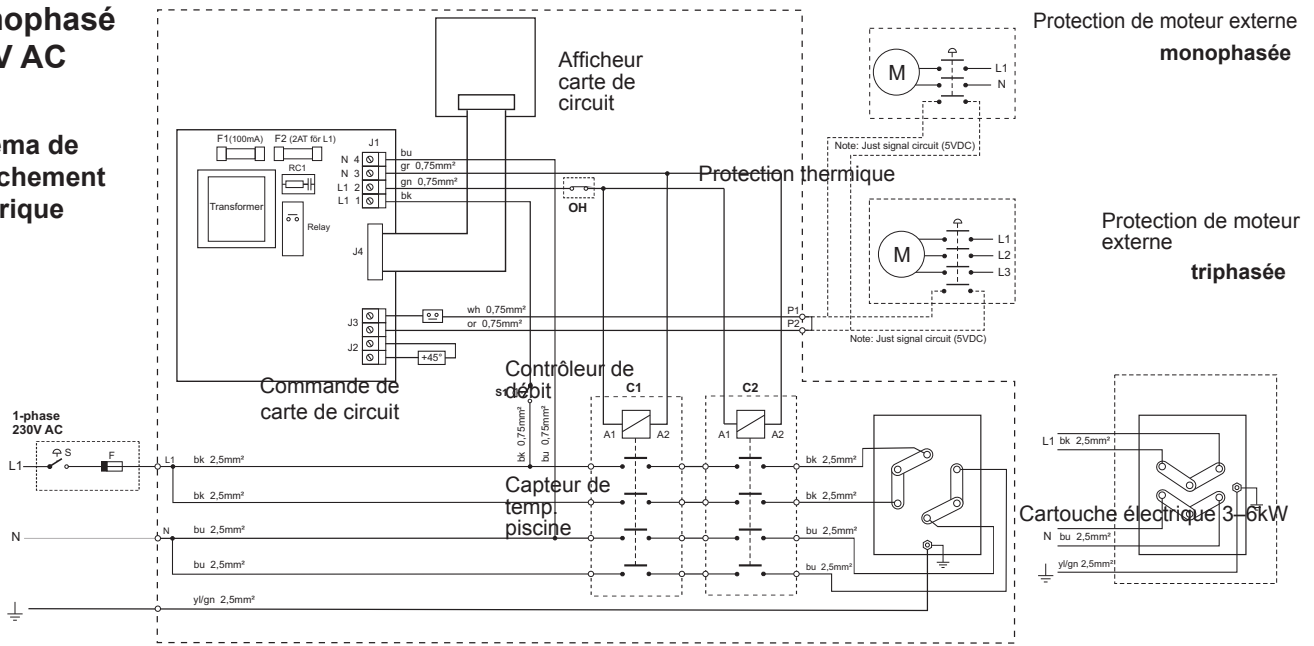 nophasé
V AC
éma de
chement
rique
Afficheur
carte de
circuit
Protection de moteur externe
monophasée
M
L1
N
Note: Just signal circuit (5VDC)
F1(100mA)
F2 (2AT för L1)
J1
RC1
N 4
N 3
L1 2
L1 1
bu
gr 0,75mm²
gn 0,75mm²
bk
OH
Protection thermique
Transformer
Relay
J4
M
L1
L2
L3
Protection de moteur
externe
triphasée
Note: Just signal circuit (5VDC)
J3
J2
wh 0,75mm²
or 0,75mm²
P1
P2
+45°
Commande de
carte de circuit
Contrôleur de
débit
bk 0,75mm²
bu 0,75mm²
C1
C2
A1
A2
A1
A2
1-phase
230V AC
L1
S
F
L1
bk 2,5mm²
bk 2,5mm²
bk 2,5mm²
bk 2,5mm²
Capteur de
temp.
piscine
N
N
bu 2,5mm²
bu 2,5mm²
bu 2,5mm²
bu 2,5mm²
yl/gn 2,5mm²
L1 bk 2,5mm²
Cartouche électrique 3–6kW
N bu 2,5mm²
yl/gn 2,5mm²